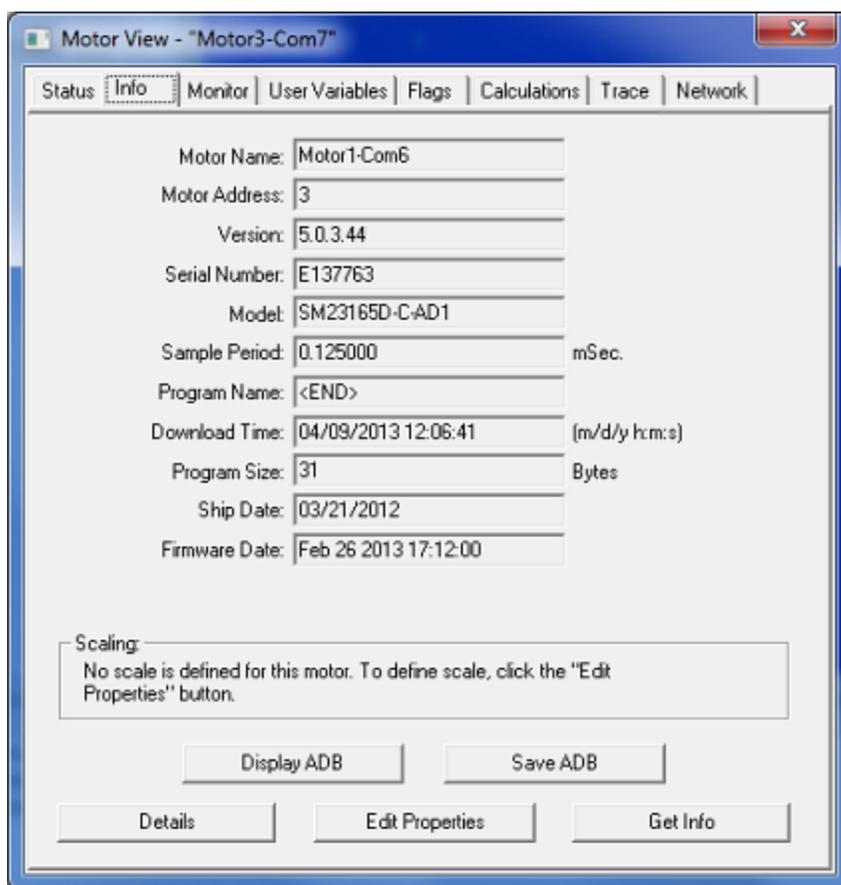 Motor View - "Motor3-Com7"
Status Info Monitor User Variables Flags Calculations Trace Network
Motor Name: Motor1-Com6
Motor Address: 3
Version: 5.0.3.44
Serial Number: E137763
Model: SM23165D-C-AD1
Sample Period: 0.125000 mSec.
Program Name: <END>
Download Time: 04/09/2013 12:06:41 (m/d/y h:m:s)
Program Size: 31 Bytes
Ship Date: 03/21/2012
Firmware Date: Feb 26 2013 17:12:00
Scaling:
No scale is defined for this motor. To define scale, click the "Edit
Properties" button.
Display ADB Save ADB
Details Edit Properties Get Info